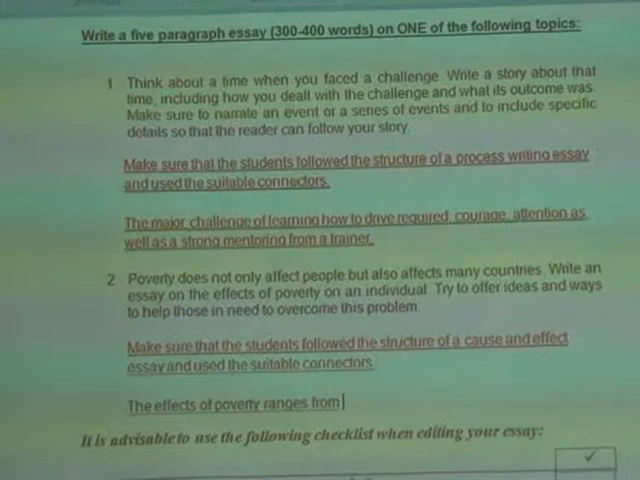 Write a five paragraph essay (300-400 words) on ONE of the following topics:
1 Think about a time when you faced a challenge. Write a story about that
time, including how you dealt with the challenge and what its outcome was.
Make sure to narrate an event or a series of events and to include specific
details so that the reader can follow your story.
Make sure that the students followed the structure of a process writing essay
and used the suitable connectors.
The major challenge of learning how to drive required, courage, attention as
well as a strong mentoring from a trainer.
2 Poverty does not only affect people but also affects many countries. Write an
essay on the effects of poverty on an individual. Try to offer ideas and ways
to help those in need to overcome this problem.
Make sure that the students followed the structure of a cause and effect
essay and used the suitable connectors.
The effects of poverty ranges from
It is advisable to use the following checklist when editing your essay:
✓